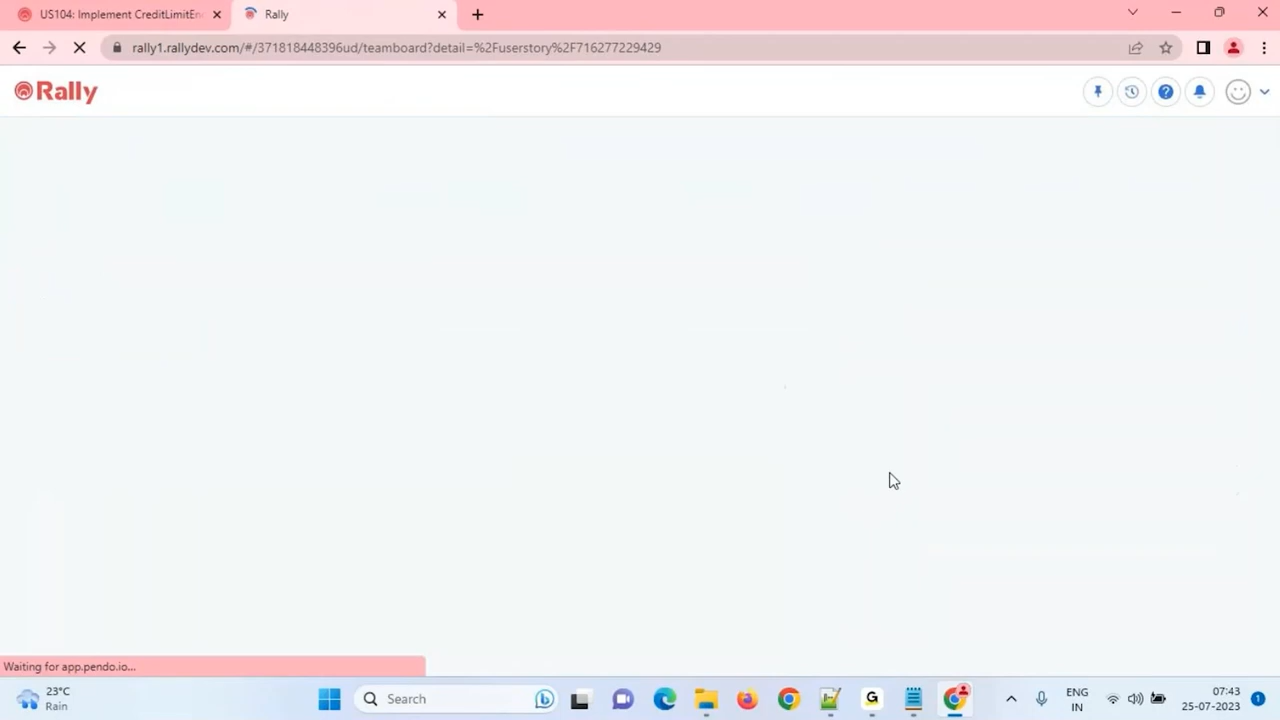 US104: Implement CreditLimitEn
Rally
rally1.rallydev.com/#/371818448396ud/teamboard?detail=%2Fuserstory%2F716277229429
Rally
Waiting for app.pendo.io...
23°C
Rain
Search
ENG
IN
07:43
25-07-2023
1